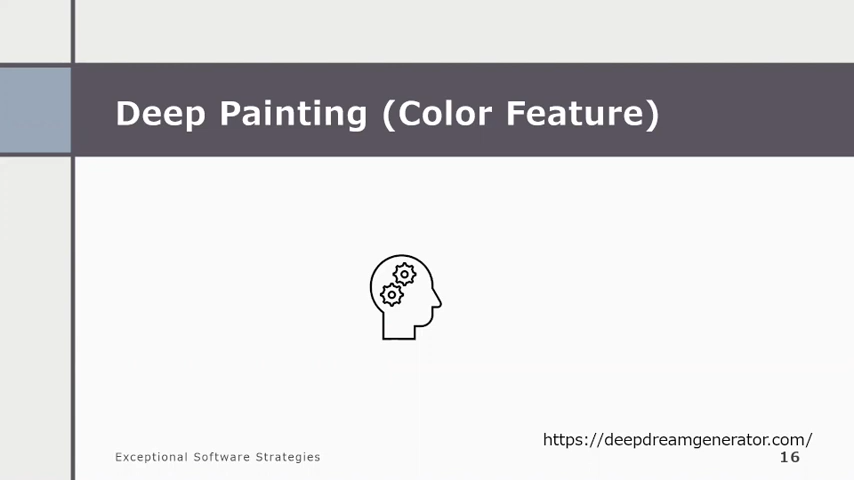 Deep Painting (Color Feature)
https://deepdreamgenerator.com/
Exceptional Software Strategies
16